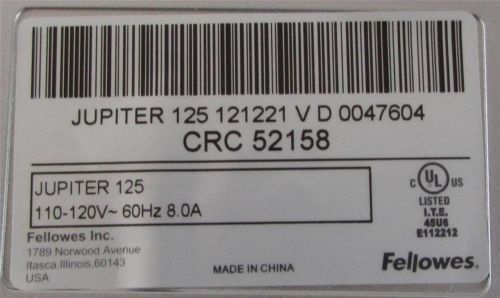 JUPITER 125 121221 V D 0047604
CRC 52158
JUPITER 125
110-120V~ 60Hz 8.0A
Fellowes Inc.
1789 Norwood Avenue
Itasca.Illinois.60143
USA
MADE IN CHINA
C UL US
LISTED
I.T.E.
45U6
E112212
Fellowes